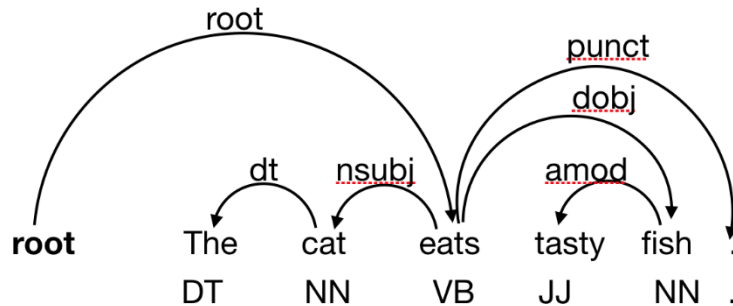 root
punct
dobj
dt nsubj amod
root The cat eats tasty fish .
DT NN VB JJ NN .